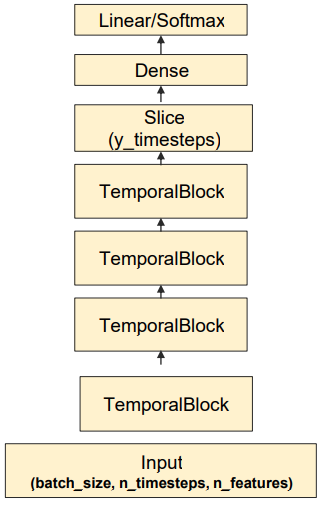 Linear/Softmax
Dense
Slice
(y_timesteps)
TemporalBlock
TemporalBlock
TemporalBlock
TemporalBlock
Input
(batch_size, n_timesteps, n_features)